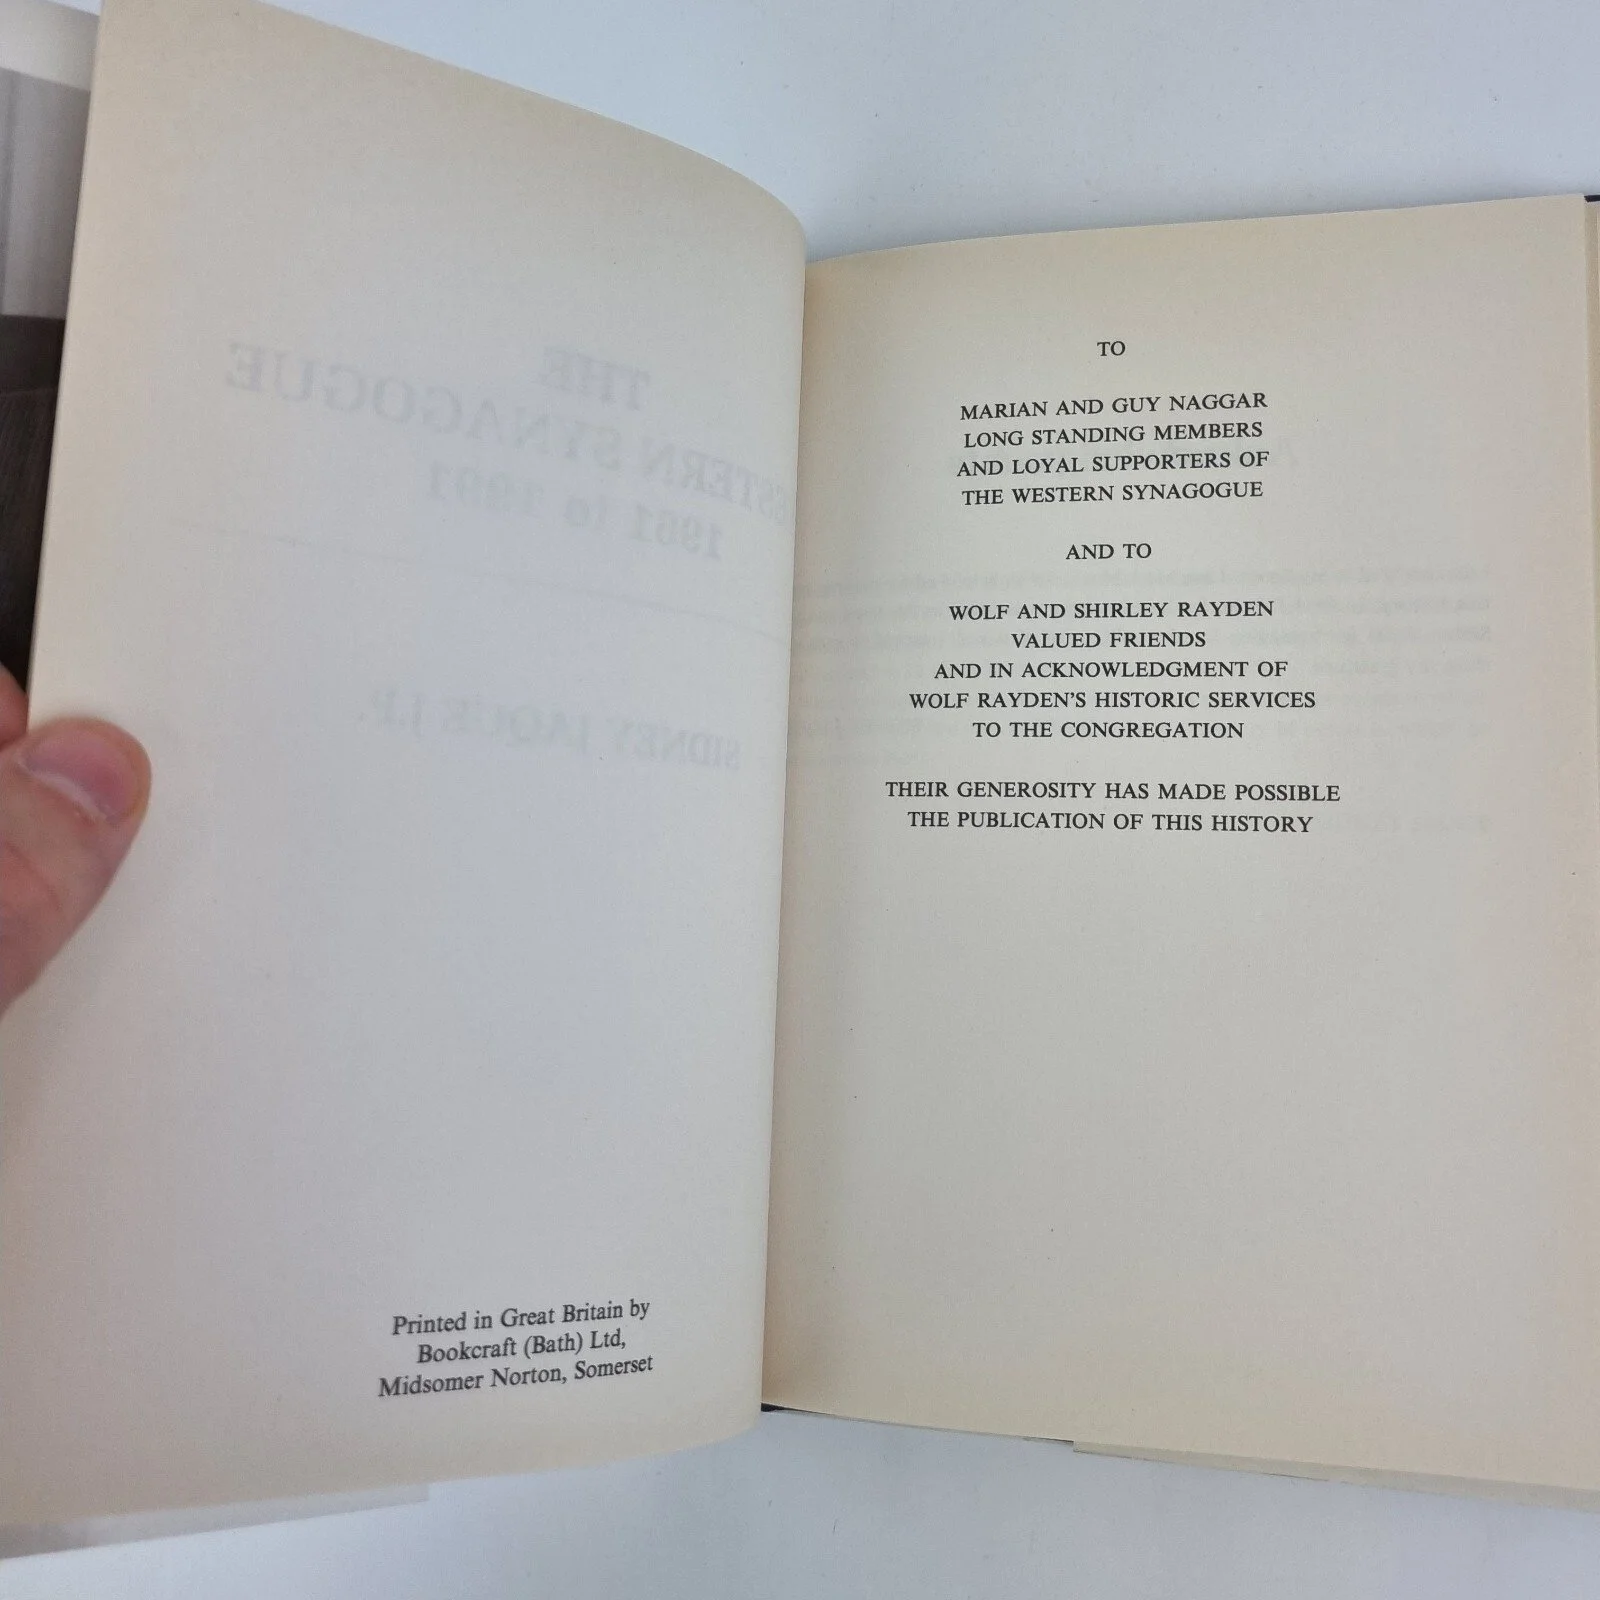 Printed in Great Britain by
Bookcraft (Bath) Ltd,
Midsomer Norton, Somerset
TO
MARIAN AND GUY NAGGAR
LONG STANDING MEMBERS
AND LOYAL SUPPORTERS OF
THE WESTERN SYNAGOGUE
AND TO
WOLF AND SHIRLEY RAYDEN
VALUED FRIENDS
AND IN ACKNOWLEDGMENT OF
WOLF RAYDEN'S HISTORIC SERVICES
TO THE CONGREGATION
THEIR GENEROSITY HAS MADE POSSIBLE
THE PUBLICATION OF THIS HISTORY